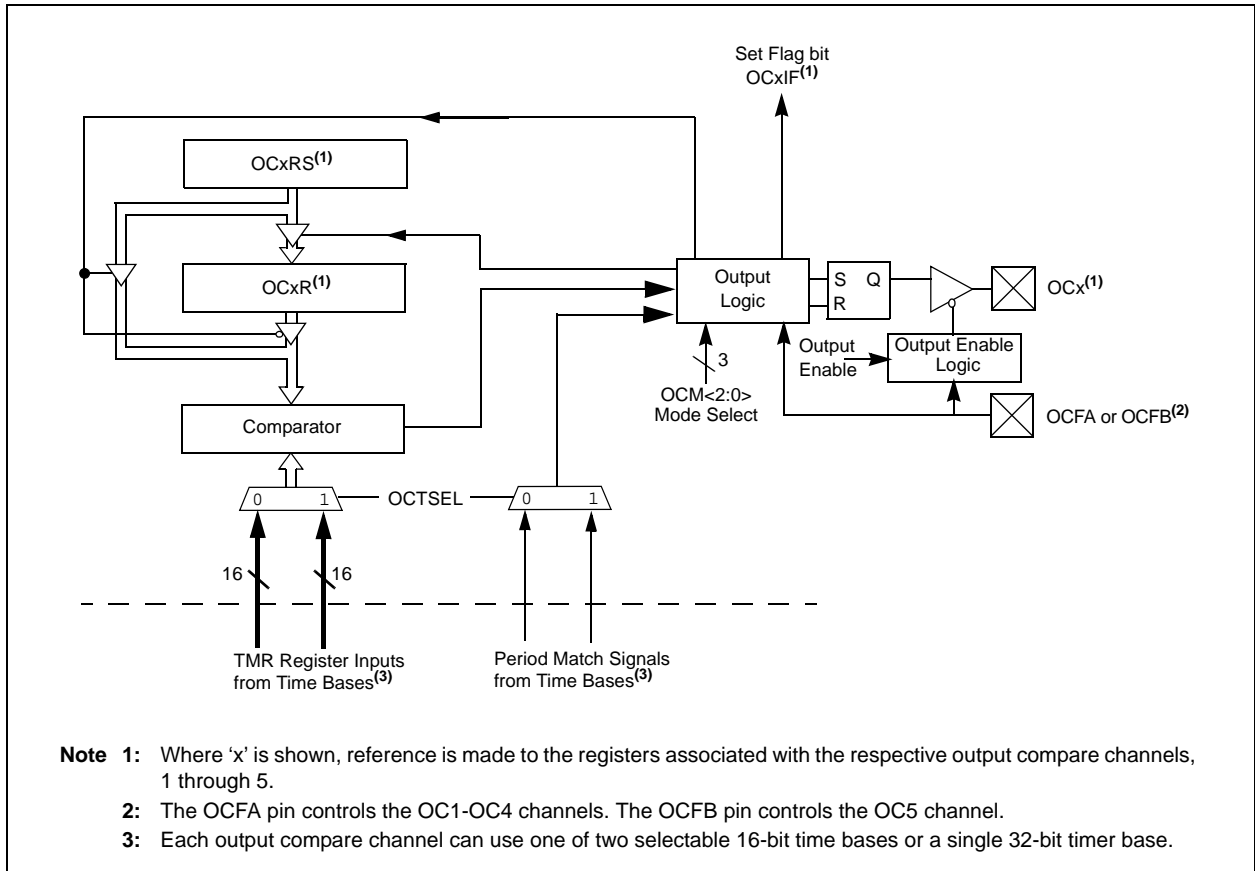 Set Flag bit
OCxIF(1)
OCxRS(1)
OCxR(1)
Output
Logic
S Q
R
OCx(1)
Output
Enable
Output Enable
Logic
3
OCM<2:0>
Mode Select
OCFA or OCFB(2)
Comparator
0 1
OCTSEL
0 1
16
16
TMR Register Inputs
from Time Bases(3)
Period Match Signals
from Time Bases(3)
Note 1: Where ‘x’ is shown, reference is made to the registers associated with the respective output compare channels,
1 through 5.
2: The OCFA pin controls the OC1-OC4 channels. The OCFB pin controls the OC5 channel.
3: Each output compare channel can use one of two selectable 16-bit time bases or a single 32-bit timer base.